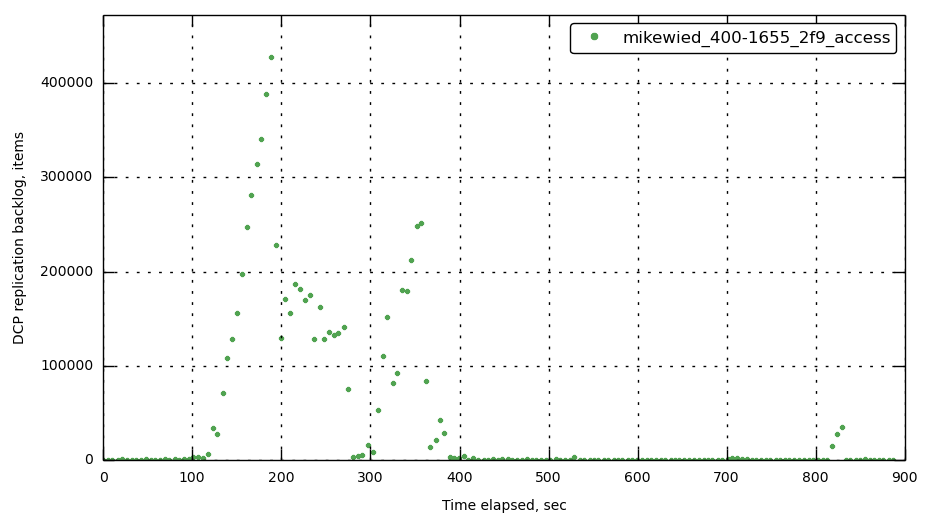 mikewied_400-1655_2f9_access
DCP replication backlog, items
400000
300000
200000
100000
0
0 100 200 300 400 500 600 700 800 900
Time elapsed, sec